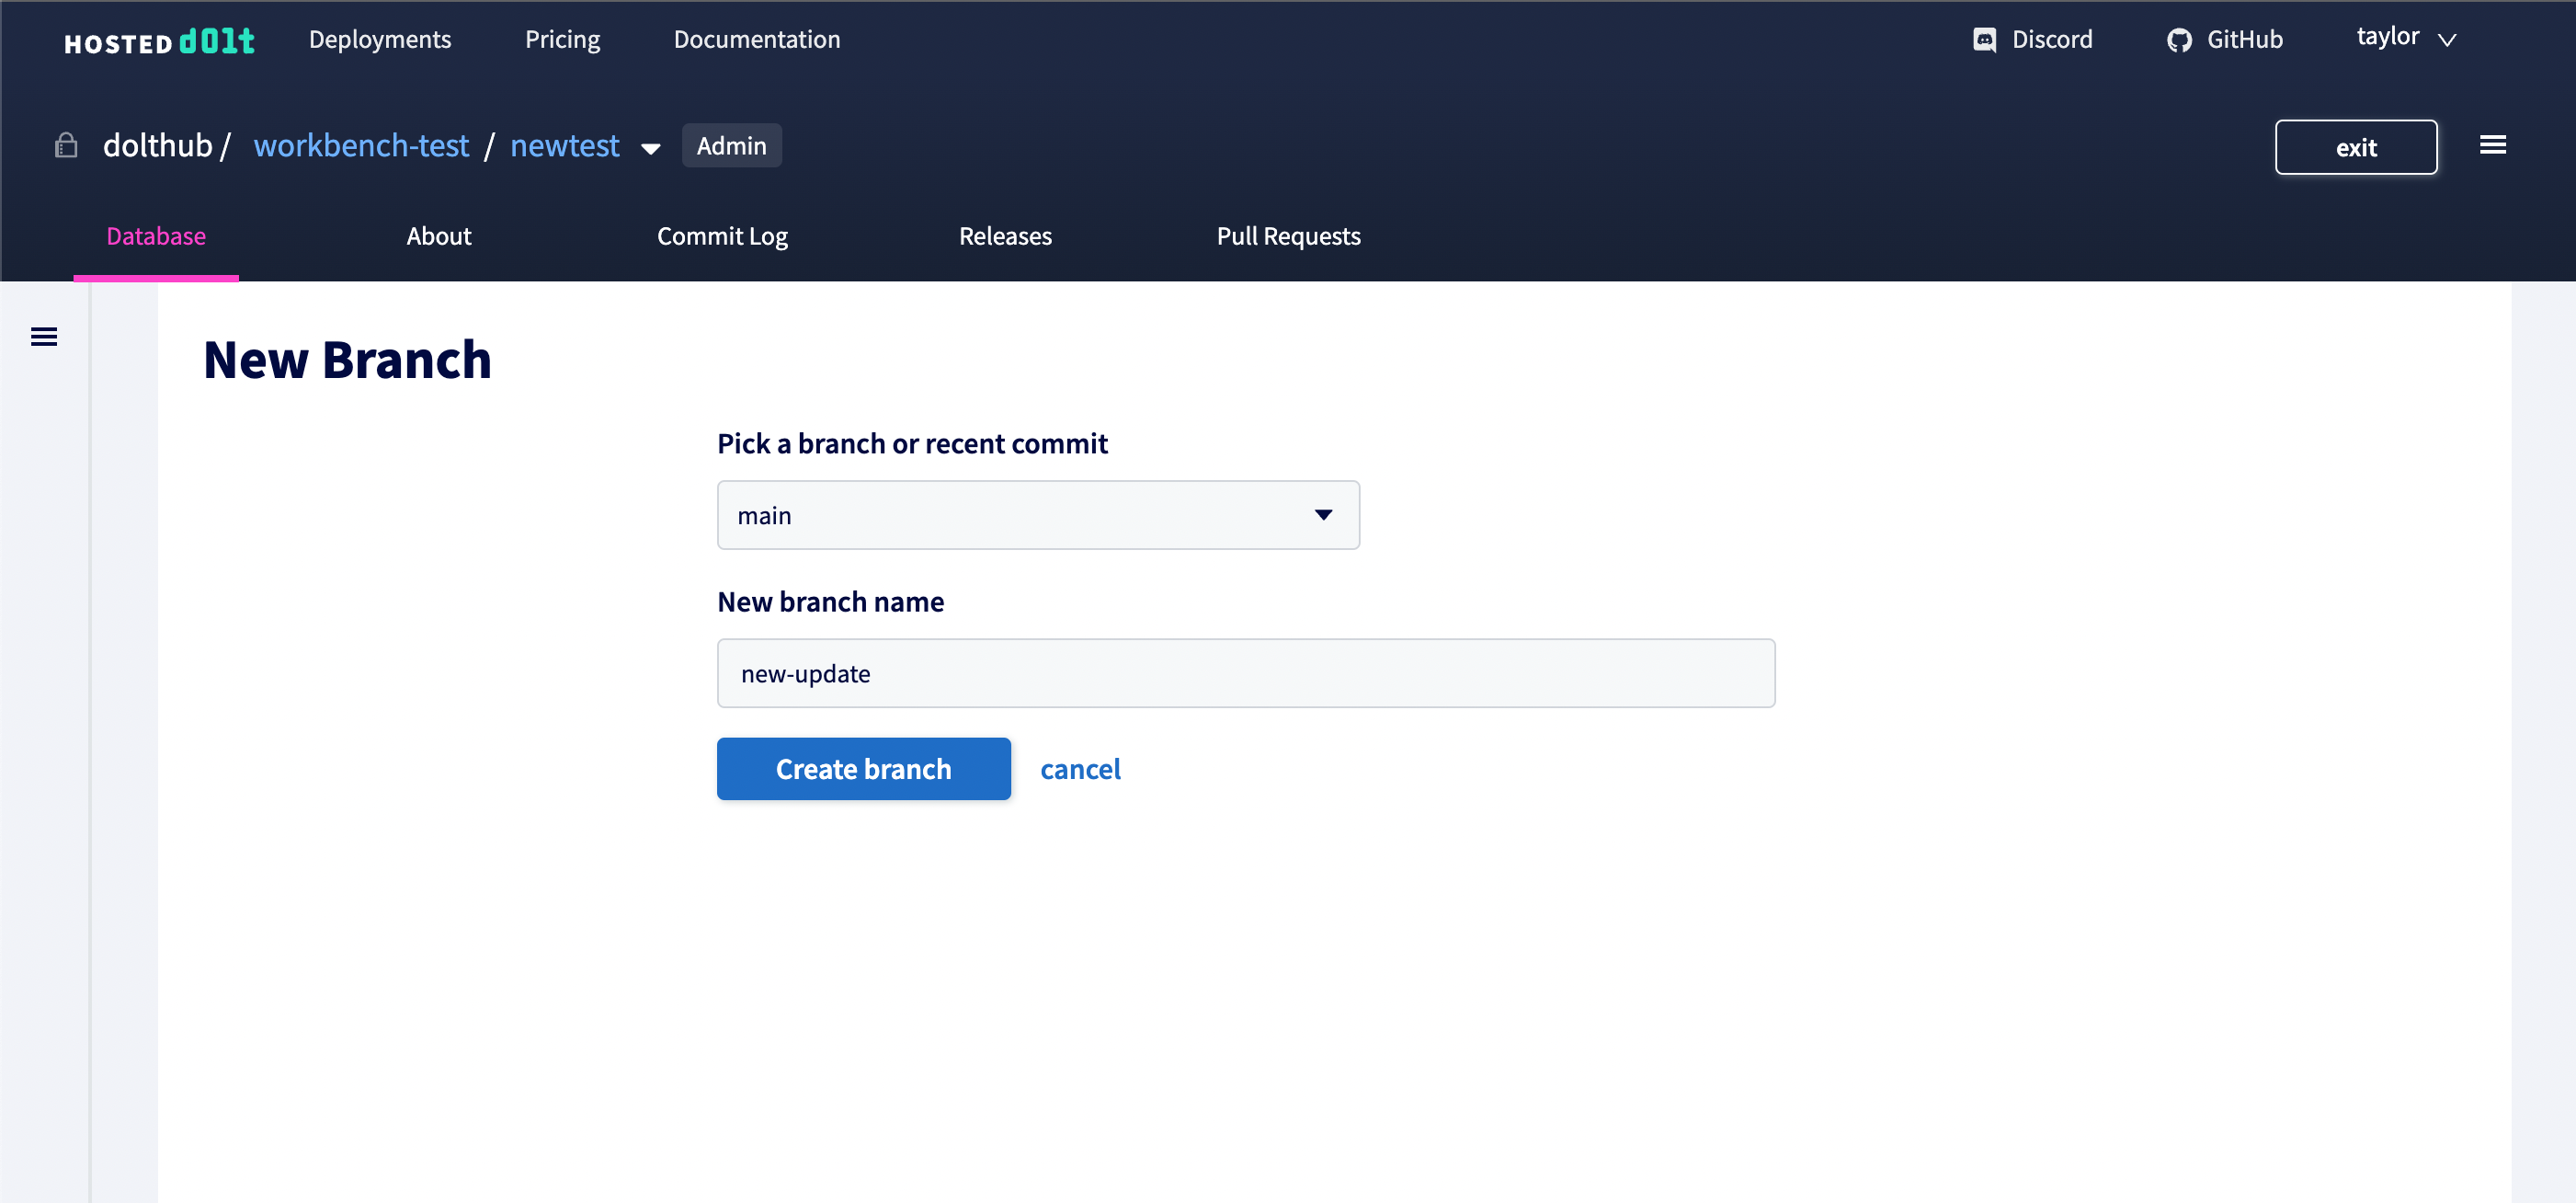 HOSTED dolt Deployments Pricing Documentation Discord GitHub taylor
dolthub / workbench-test / newtest Admin exit
Database About Commit Log Releases Pull Requests
New Branch
Pick a branch or recent commit
main
New branch name
new-update
Create branch cancel